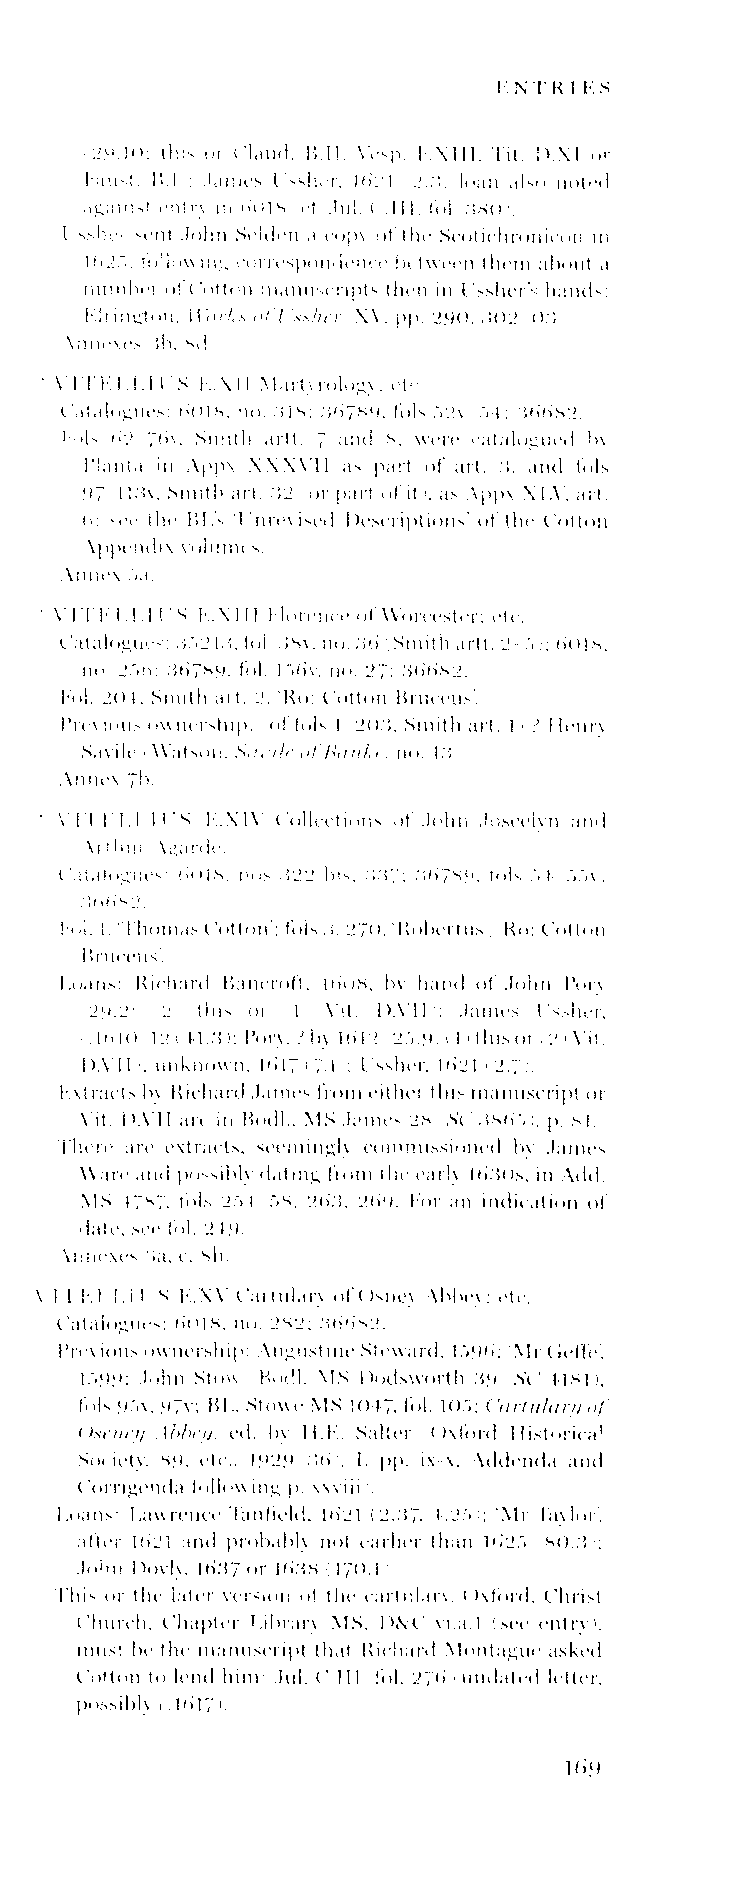 ENTRIES
(29.10; this or Claud. B.II, Vesp. E.XIII, Tit. D.XI or
Faust. B.I); James Ussher, 1621 (2.3, loan also noted
against entry in 6018; cf. Jul. C.III, fol. 380).
Ussher sent John Selden a copy of the Scotichronicon in
1625, following correspondence between them about a
number of Cotton manuscripts then in Ussher's hands:
Elrington, Works of Ussher, XV, pp. 290, 302-03.
Annexes 3b, 8d.
* VITELLIUS E.XII Martyrology, etc.
Catalogues: 6018, no. 318; 36789, fols 52v-54; 36682.
Fols 62-76v, Smith artt. 7 and 8, were catalogued by
Planta in Appx XXXVII as part of art. 3, and fols
97-113v, Smith art. 32 (or part of it), as Appx XLV, art.
6: see the BL's 'Unrevised Descriptions' of the Cotton
Appendix volumes.
Annex 5a.
* VITELLIUS E.XIII Florence of Worcester; etc.
Catalogues: 35213, fol. 38v, no. 36 (Smith artt. 2-5); 6018,
no. 256; 36789, fol. 156v, no. 27; 36682.
Fol. 204, Smith art. 2, 'Ro: Cotton Bruceus'.
Previous ownership: (of fols 1-203, Smith art. 1) ? Henry
Savile (Watson, Savile of Banke, no. 43).
Annex 7b.
* VITELLIUS E.XIV Collections of John Joscelyn and
Arthur Agarde.
Catalogues: 6018, nos 322 bis, 337; 36789, fols 54-55v;
36682.
Fol. 1, 'Thomas Cotton'; fols 3, 270, 'Robertus', 'Ro: Cotton
Bruceus'.
Loans: Richard Bancroft, 1608, by hand of John Pory
(29.2: (2) this or (1) Vit. D.VII); James Ussher,
c.1610-12 (41.3); Pory, ? by 1612 (25.9, (1) this or (2) Vit.
D.VII); unknown, 1617 (7.1); Ussher, 1621 (2.7).
Extracts by Richard James from either this manuscript or
Vit. D.VII are in Bodl., MS James 28 (SC 3865), p. 84.
There are extracts, seemingly commissioned by James
Ware and possibly dating from the early 1630s, in Add.
MS 4787, fols 254-58, 263, 269. For an indication of
date, see fol. 249.
Annexes 5a, c, 8b.
VITELLIUS E.XV Cartulary of Osney Abbey; etc.
Catalogues: 6018, no. 282; 36682.
Previous ownership: Augustine Steward, 1596; 'Mr Geffe',
1599; John Stow (Bodl. MS Dodsworth 39 (SC 4181),
fols 95v, 97v; BL, Stowe MS 1047, fol. 105; Cartulary of
Oseney Abbey, ed. by H.E. Salter (Oxford Historical
Society, 89, etc., 1929-36), I, pp. ix-x, Addenda and
Corrigenda following p. xxviii).
Loans: Lawrence Tanfield, 1621 (2.37, 4.25); 'Mr Taylor',
after 1621 and probably not earlier than 1625 (80.3);
John Doyly, 1637 or 1638 (170.1).
This or the later version of the cartulary, Oxford, Christ
Church, Chapter Library MS, D&C vi.a.1 (see entry),
must be the manuscript that Richard Montague asked
Cotton to lend him: Jul. C.III, fol. 276 (undated letter,
possibly c.1617).
169